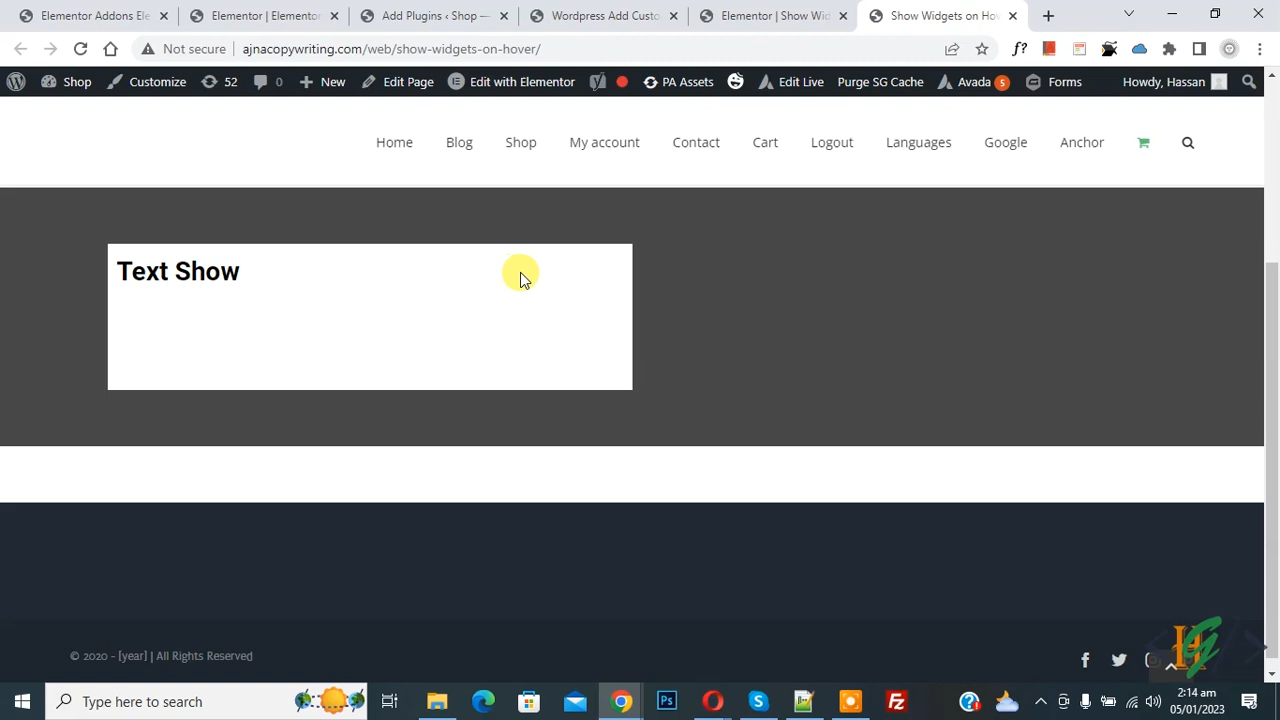 Elementor Addons Ele
Elementor | Elementor
Add Plugins ‹ Shop —
Wordpress Add Custo
Elementor | Show Wid
Show Widgets on Hov
Not secure
ajnacopywriting.com/web/show-widgets-on-hover/
f?
Shop
Customize
52
0
New
Edit Page
Edit with Elementor
PA Assets
Edit Live
Purge SG Cache
Avada 5
Forms
Howdy, Hassan
Home
Blog
Shop
My account
Contact
Cart
Logout
Languages
Google
Anchor
Text Show
© 2020 - [year] | All Rights Reserved
HG
Type here to search
Ps
Fz
2:14 am
05/01/2023